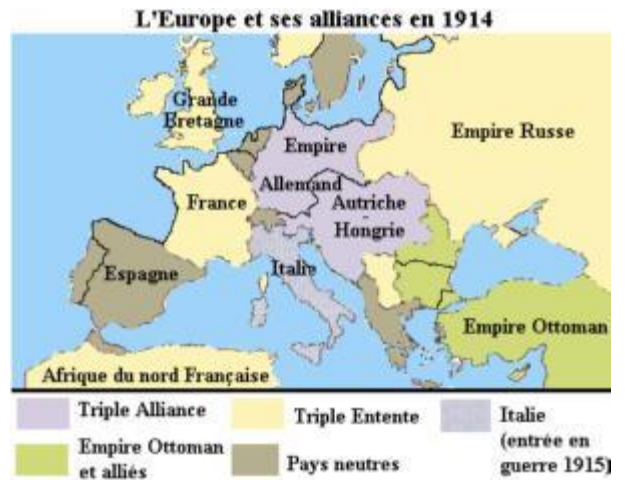 L'Europe et ses alliances en 1914
Grande
Bretagne
Empire Russe
Empire
Allemand
France
Autriche
- Hongrie
Italie
Espagne
Empire Ottoman
Afrique du nord Française
Triple Alliance
Triple Entente
Italie
(entrée en
guerre 1915)
Empire Ottoman
et alliés
Pays neutres